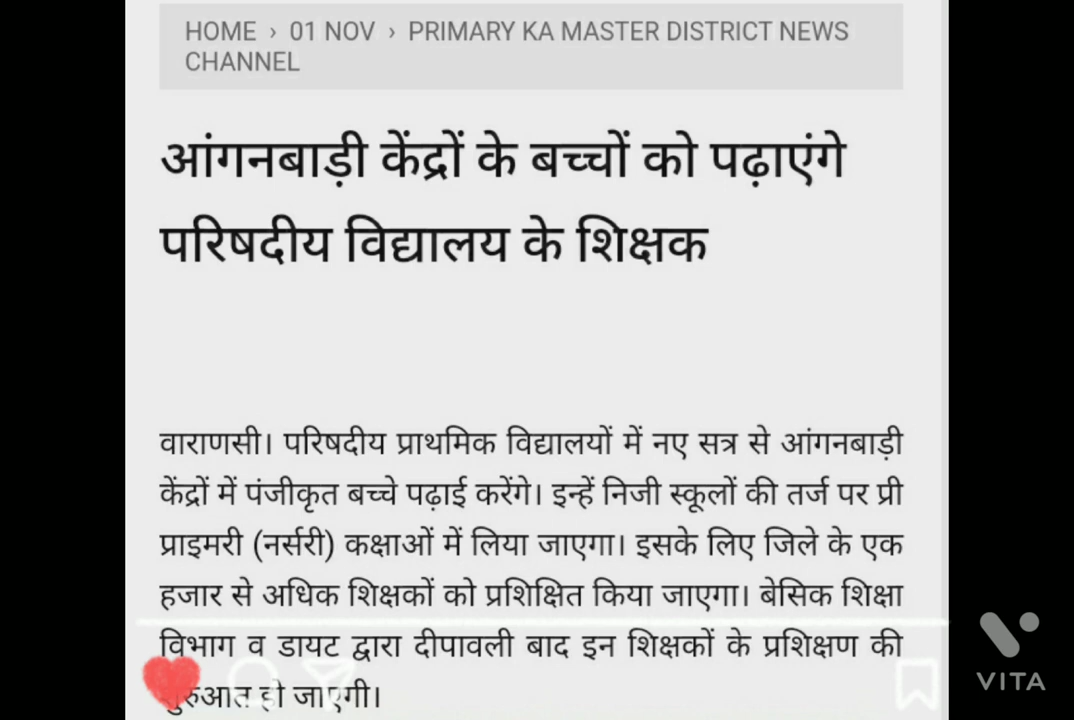 HOME › 01 NOV › PRIMARY KA MASTER DISTRICT NEWS
CHANNEL
आंगनबाड़ी केंद्रों के बच्चों को पढ़ाएंगे
परिषदीय विद्यालय के शिक्षक
वाराणसी। परिषदीय प्राथमिक विद्यालयों में नए सत्र से आंगनबाड़ी
केंद्रों में पंजीकृत बच्चे पढ़ाई करेंगे। इन्हें निजी स्कूलों की तर्ज पर प्री
प्राइमरी (नर्सरी) कक्षाओं में लिया जाएगा। इसके लिए जिले के एक
हजार से अधिक शिक्षकों को प्रशिक्षित किया जाएगा। बेसिक शिक्षा
विभाग व डायट द्वारा दीपावली बाद इन शिक्षकों के प्रशिक्षण की
शुरुआत हो जाएगी।
VITA